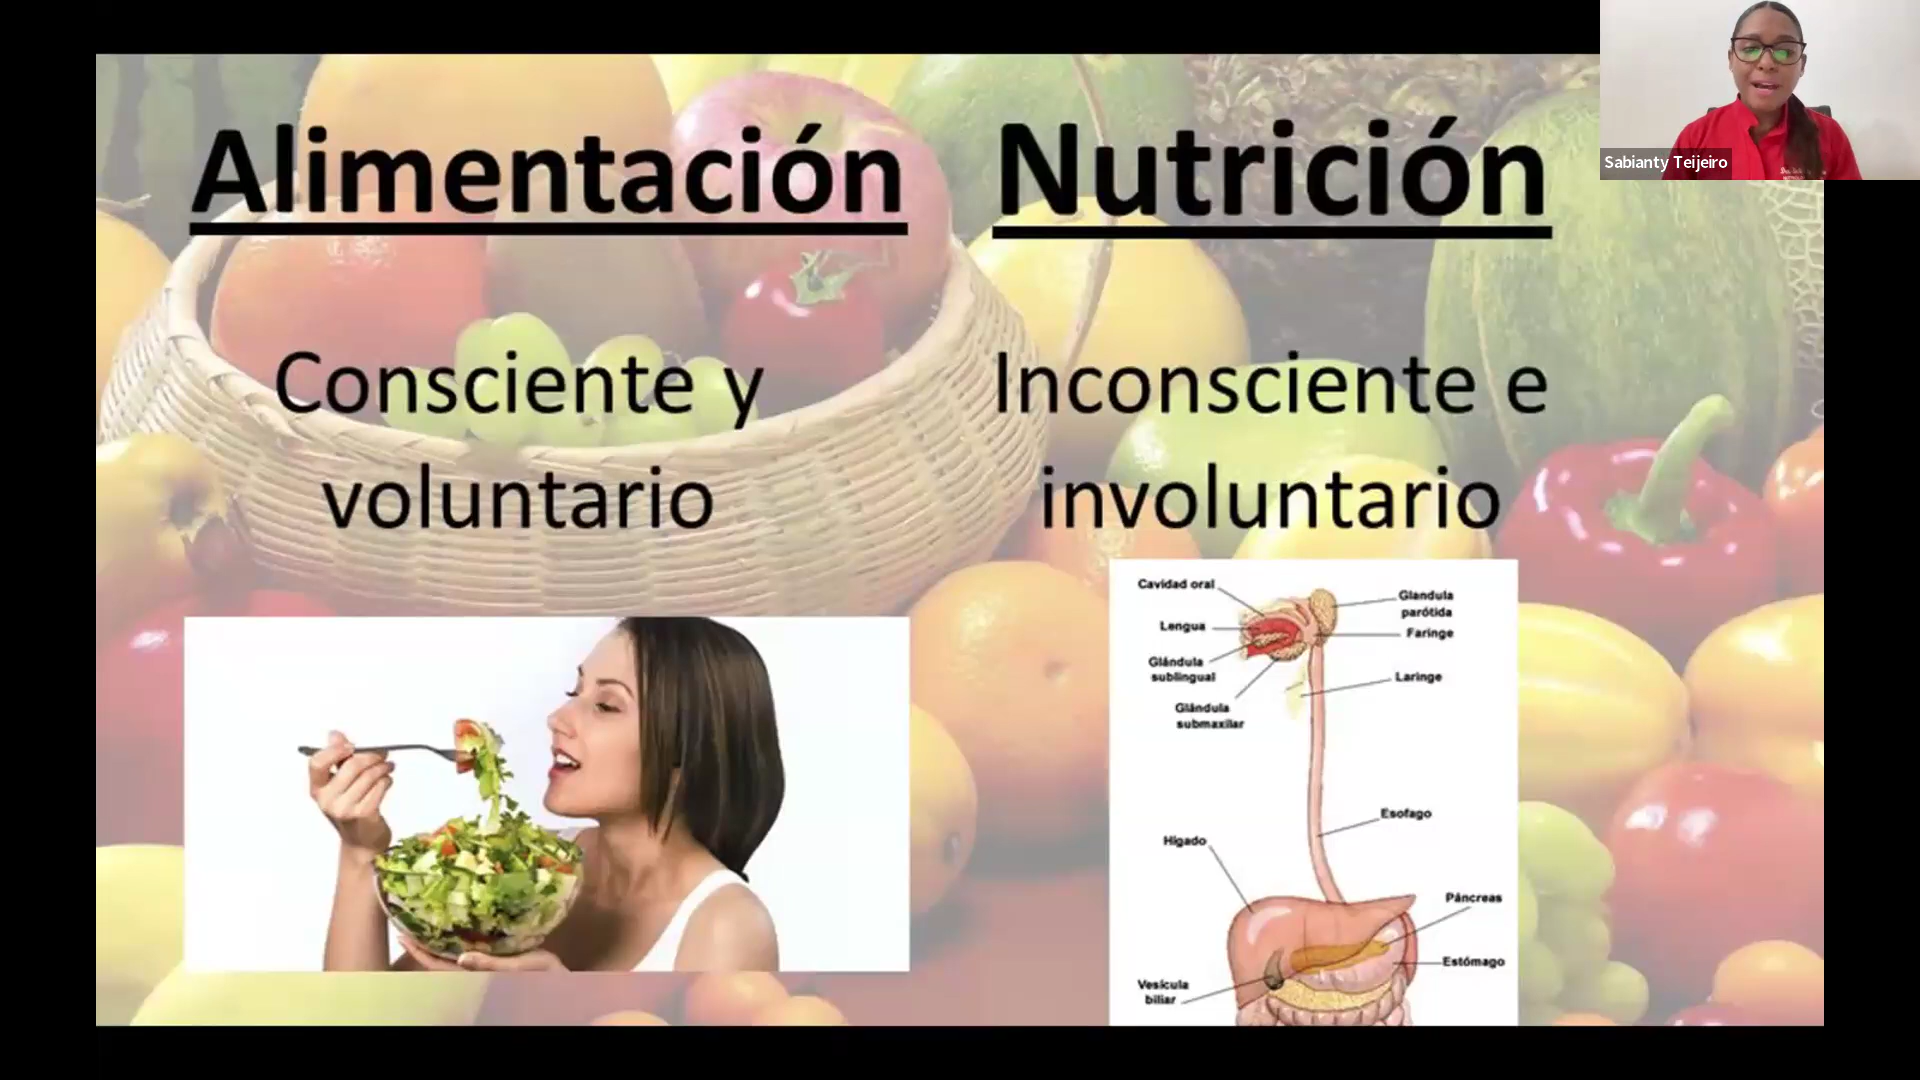 Alimentación
Nutrición
Sabianty Teijeiro
Consciente y
voluntario
Inconsciente e
involuntario
Cavidad oral
Lengua
Glándula
sublingual
Glándula
submaxilar
Glandula
parótida
Faringe
Laringe
Esofago
Hígado
Páncreas
Estómago
Vesícula
biliar